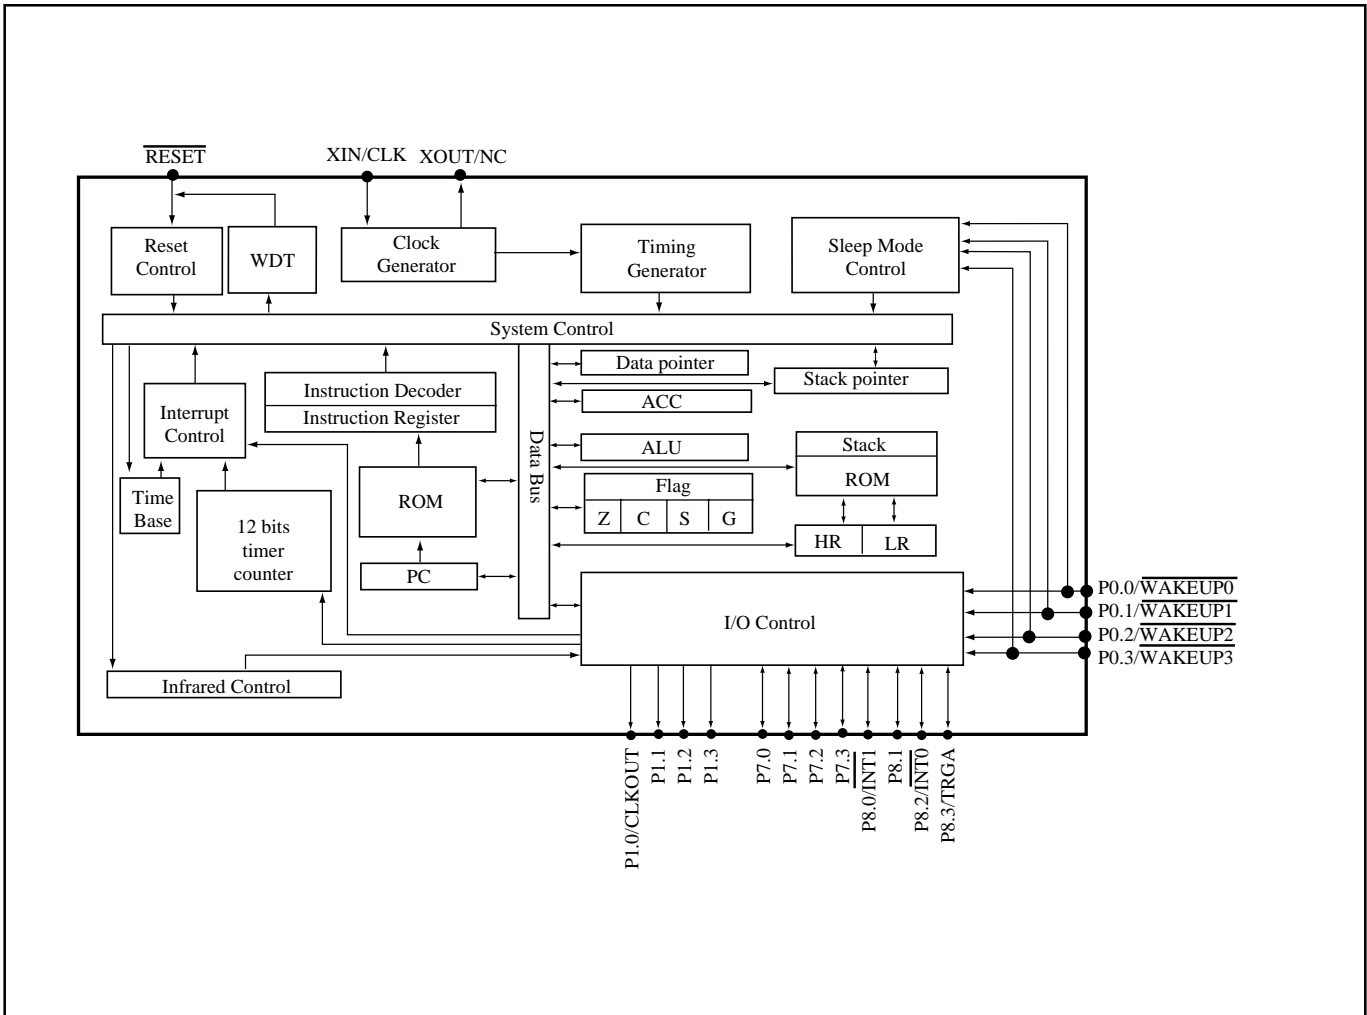 RESET
XIN/CLK
XOUT/NC
Reset
Control
WDT
Clock
Generator
Timing
Generator
Sleep Mode
Control
System Control
Data pointer
Stack pointer
Instruction Decoder
Instruction Register
ACC
Interrupt
Control
Data Bus
ALU
Stack
ROM
ROM
Flag
Z C S G
Time
Base
12 bits
timer
counter
HR LR
PC
I/O Control
P0.0/WAKEUP0
P0.1/WAKEUP1
P0.2/WAKEUP2
P0.3/WAKEUP3
Infrared Control
P1.0/CLKOUT
P1.1
P1.2
P1.3
P7.0
P7.1
P7.2
P7.3
P8.0/INT1
P8.1
P8.2/INT0
P8.3/TRGA